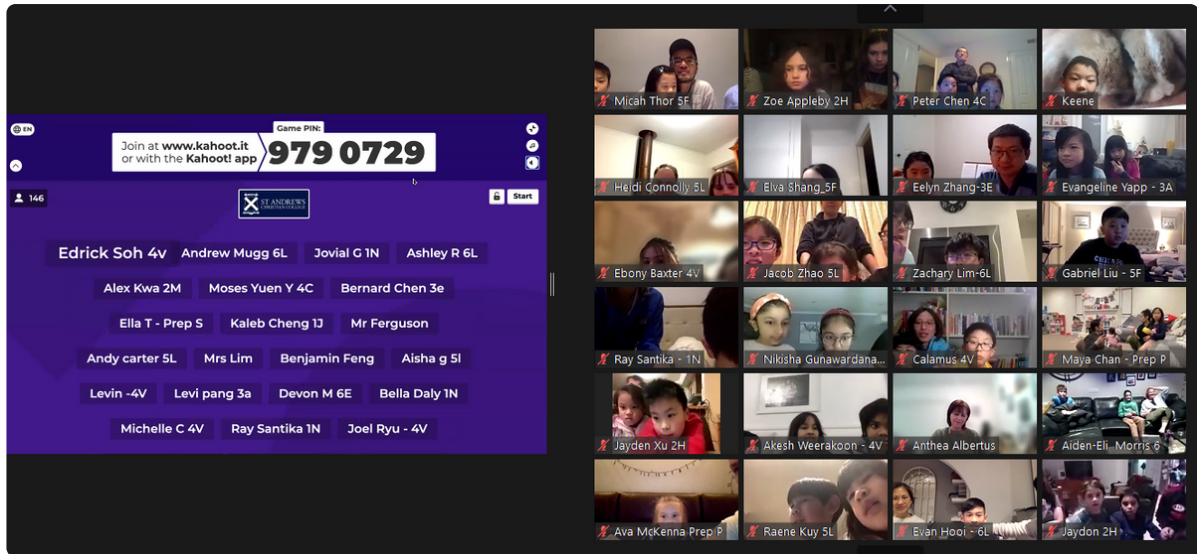 EN
Game PIN:
Join at www.kahoot.it
or with the Kahoot! app
979 0729
146
ST ANDREWS
CHRISTIAN COLLEGE
Start
Edrick Soh 4v Andrew Mugg 6L Jovial G 1N Ashley R 6L
Alex Kwa 2M Moses Yuen Y 4C Bernard Chen 3e
Ella T - Prep S Kaleb Cheng 1J Mr Ferguson
Andy carter 5L Mrs Lim Benjamin Feng Aisha g 5l
Levin -4V Levi pang 3a Devon M 6E Bella Daly 1N
Michelle C 4V Ray Santika 1N Joel Ryu - 4V
Micah Thor 5F Zoe Appleby 2H Peter Chen 4C Keene
Heidi Connolly 5L Elva Shang_5F Eelyn Zhang-3E Evangeline Yapp - 3A
Ebony Baxter 4V Jacob Zhao 5L Zachary Lim-6L Gabriel Liu - 5F
Ray Santika - 1N Nikisha Gunawardana... Calamus 4V Maya Chan - Prep P
Jayden Xu 2H Akesh Weerakoon - 4V Anthea Albertus Aiden-Eli Morris 6
Ava McKenna Prep P Raene Kuy 5L Evan Hooi - 6L Jaydon 2H